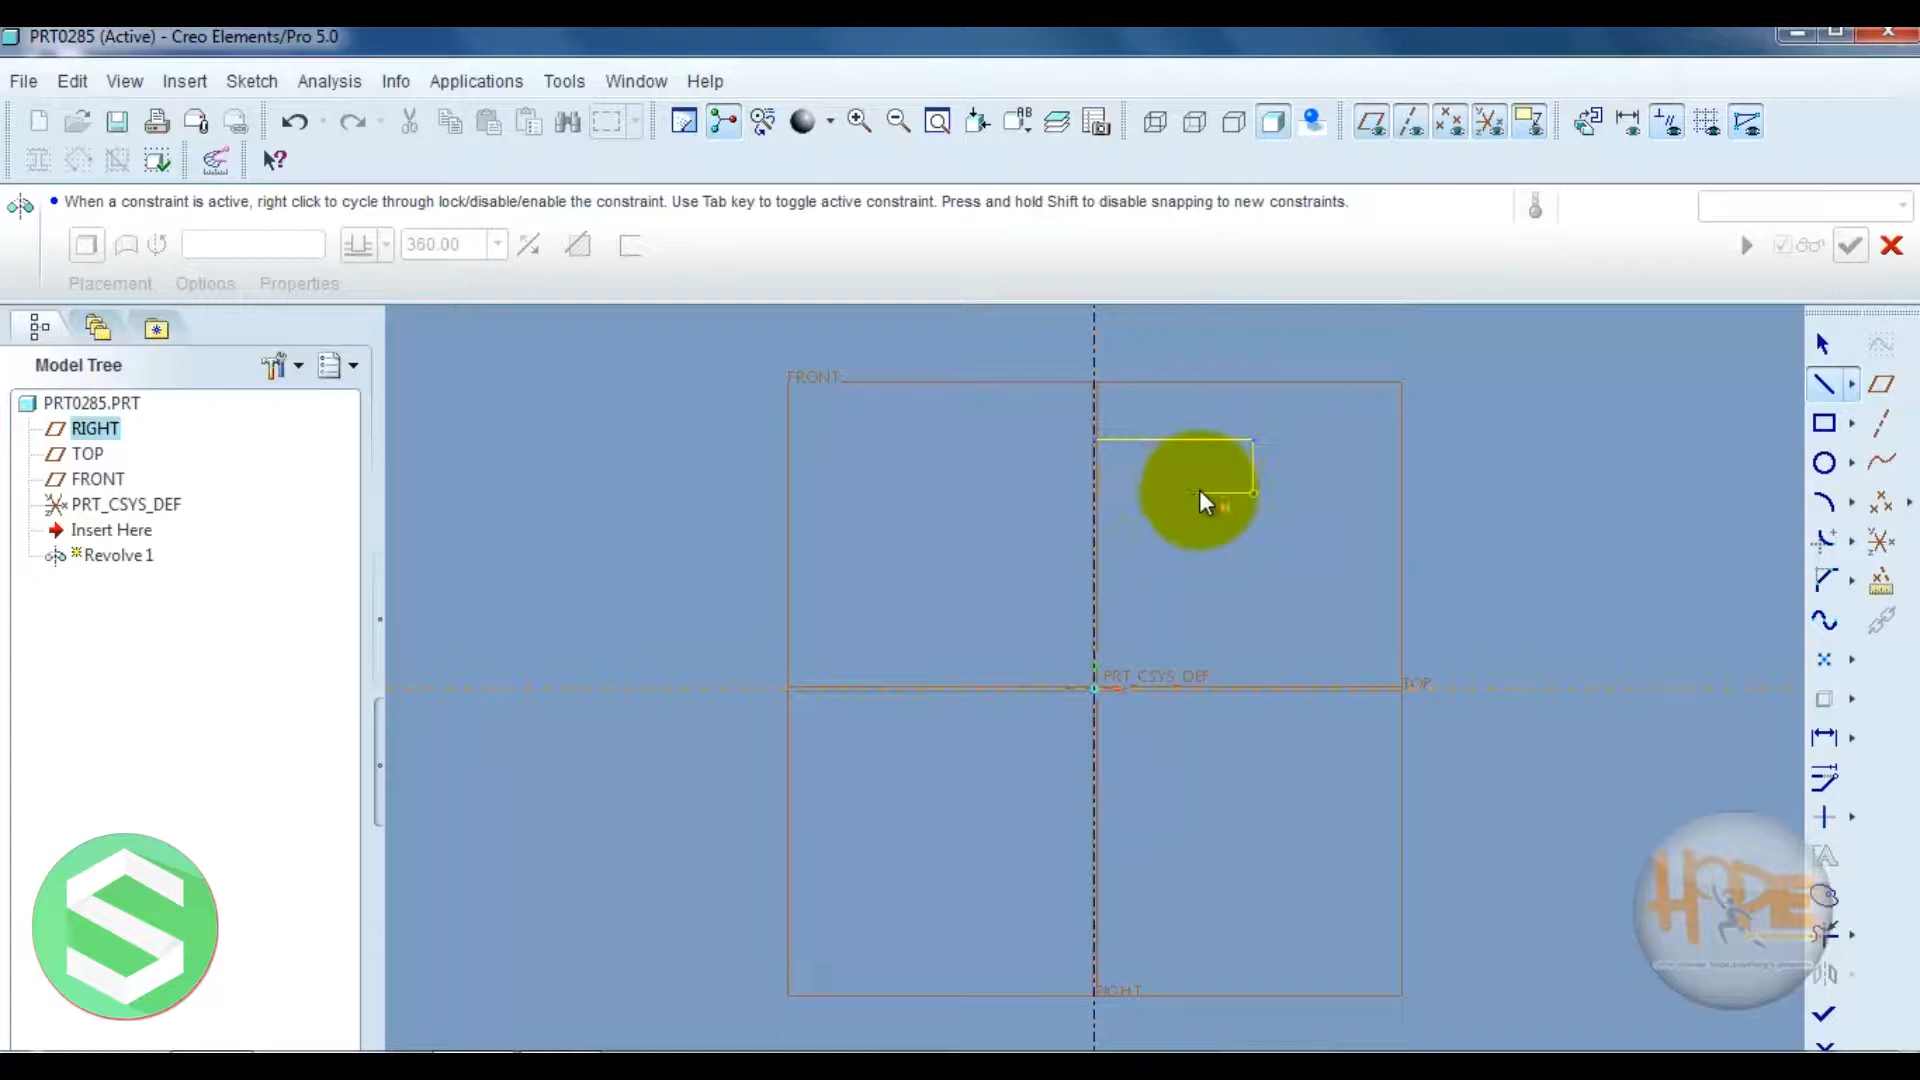 PRT0285 (Active) - Creo Elements/Pro 5.0
File Edit View Insert Sketch Analysis Info Applications Tools Window Help
When a constraint is active, right click to cycle through lock/disable/enable the constraint. Use Tab key to toggle active constraint. Press and hold Shift to disable snapping to new constraints.
360.00
Placement Options Properties
Model Tree
PRT0285.PRT
RIGHT
TOP
FRONT
PRT_CSYS_DEF
Insert Here
Revolve 1
FRONT
PRT_CSYS_DEF
TOP
RIGHT
HOPE